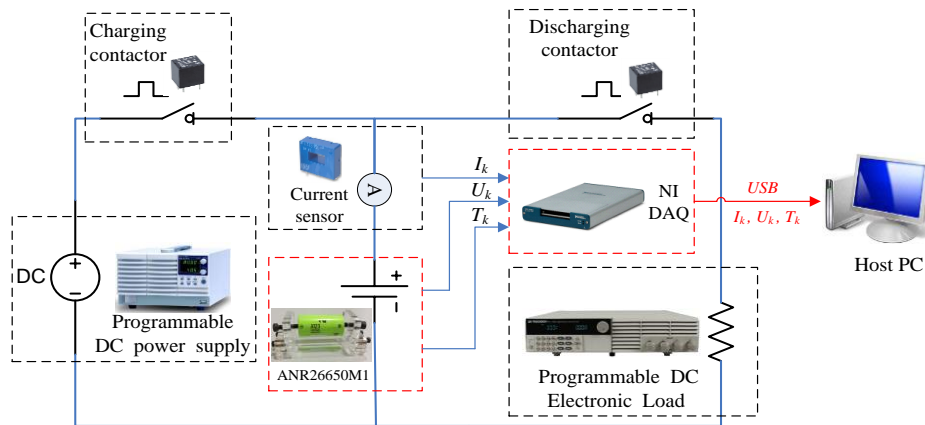 Charging
contactor
Discharging
contactor
Current
sensor
A
I_k
U_k
T_k
NI
DAQ
USB
I_k, U_k, T_k
Host PC
DC
+
−
Programmable
DC power supply
+
−
ANR26650M1
Programmable DC
Electronic Load